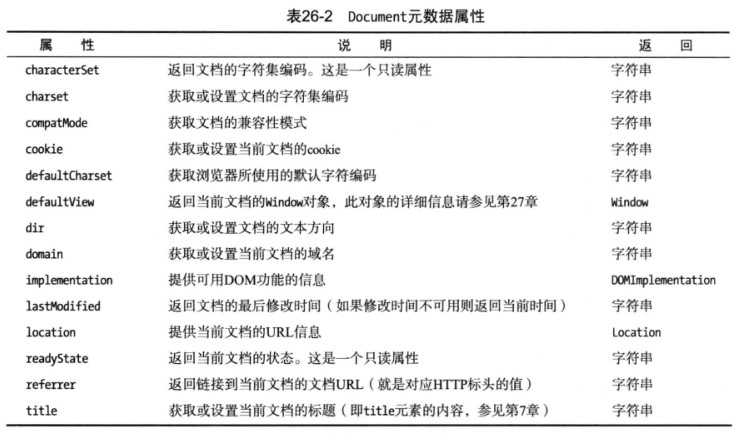 表26-2 Document元数据属性
属 性 说 明 返 回
characterSet 返回文档的字符集编码。这是一个只读属性 字符串
charset 获取或设置文档的字符集编码 字符串
compatMode 获取文档的兼容性模式 字符串
cookie 获取或设置当前文档的cookie 字符串
defaultCharset 获取浏览器所使用的默认字符编码 字符串
defaultView 返回当前文档的Window对象，此对象的详细信息请参见第27章 Window
dir 获取或设置文档的文本方向 字符串
domain 获取或设置当前文档的域名 字符串
implementation 提供可用DOM功能的信息 DOMImplementation
lastModified 返回文档的最后修改时间（如果修改时间不可用则返回当前时间） 字符串
location 提供当前文档的URL信息 Location
readyState 返回当前文档的状态。这是一个只读属性 字符串
referrer 返回链接到当前文档的文档URL（就是对应HTTP标头的值） 字符串
title 获取或设置当前文档的标题（即title元素的内容，参见第7章） 字符串